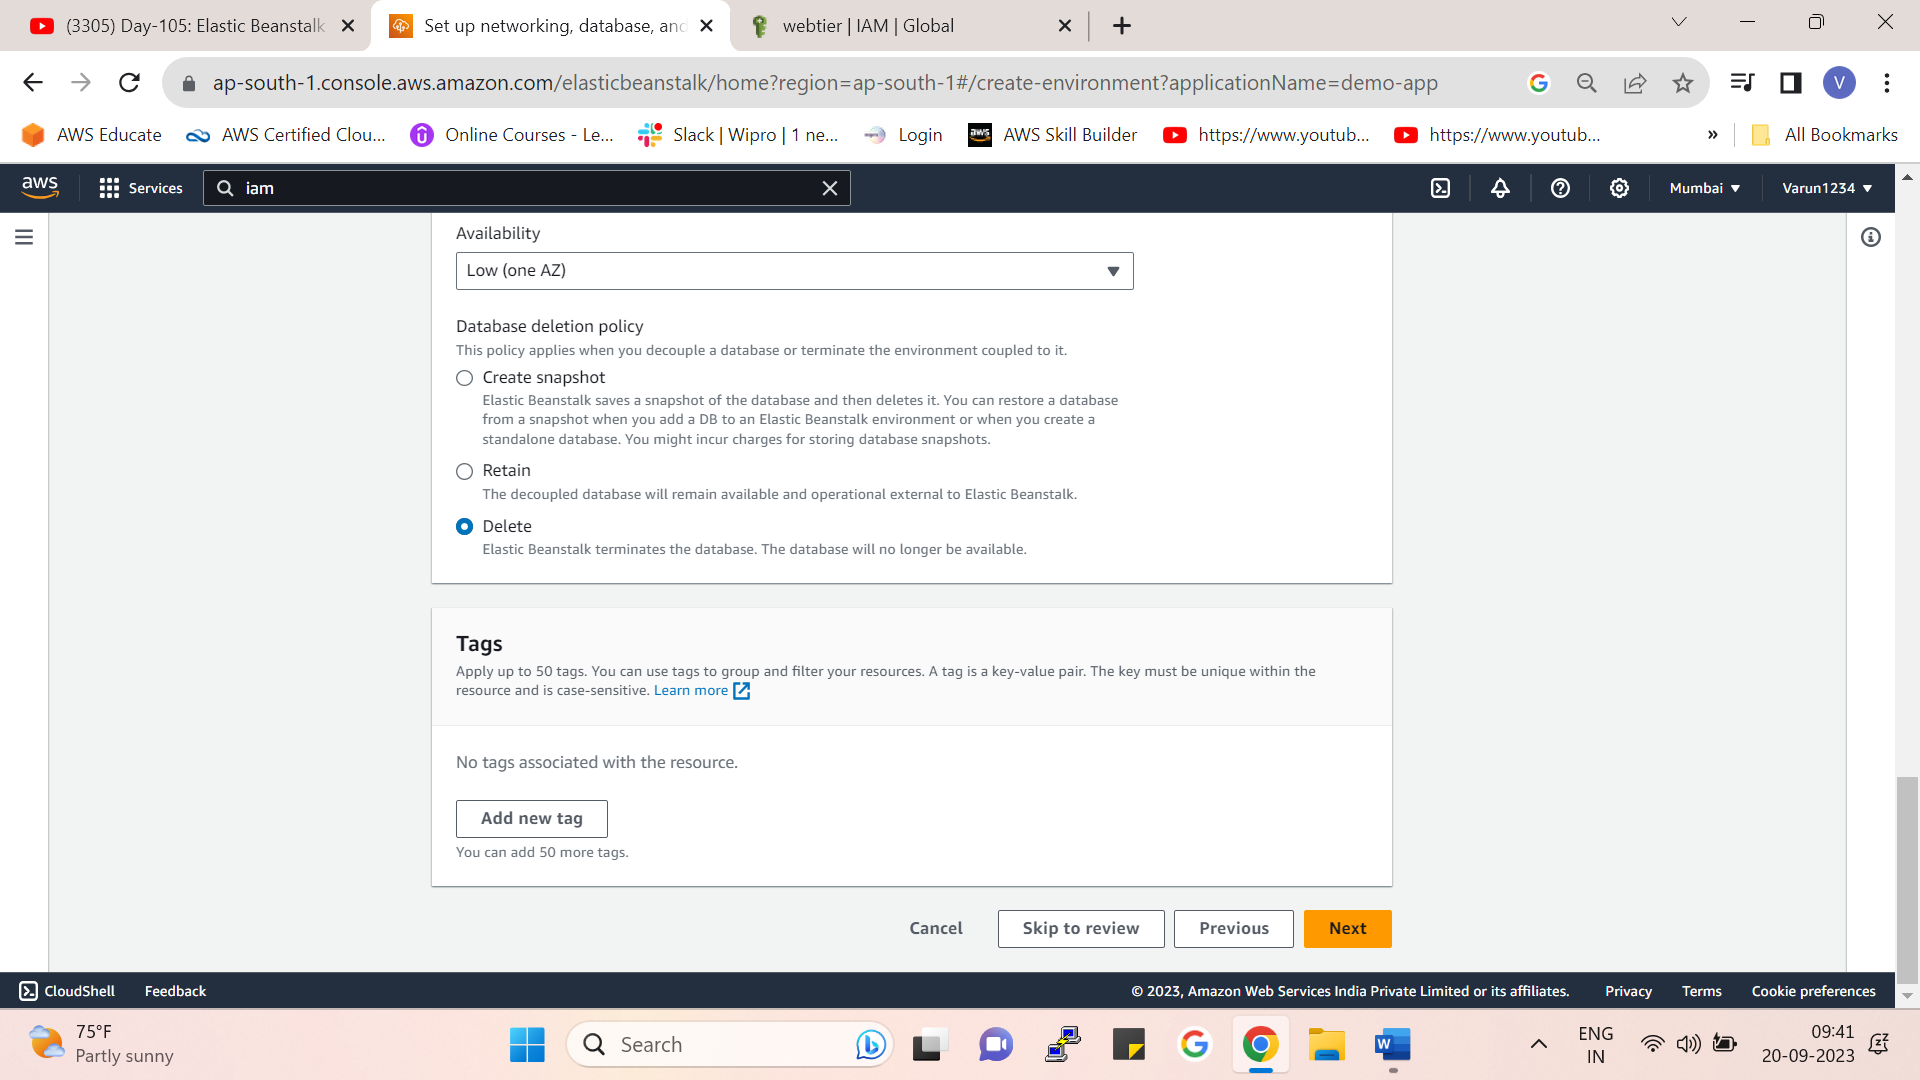 (3305) Day-105: Elastic Beanstalk
Set up networking, database, and
webtier | IAM | Global
ap-south-1.console.aws.amazon.com/elasticbeanstalk/home?region=ap-south-1#/create-environment?applicationName=demo-app
V
AWS Educate
AWS Certified Clou...
Online Courses - Le...
Slack | Wipro | 1 ne...
Login
AWS Skill Builder
https://www.youtub...
https://www.youtub...
»
All Bookmarks
aws
Services
iam
Mumbai
Varun1234
Availability
Low (one AZ)
Database deletion policy
This policy applies when you decouple a database or terminate the environment coupled to it.
Create snapshot
Elastic Beanstalk saves a snapshot of the database and then deletes it. You can restore a database
from a snapshot when you add a DB to an Elastic Beanstalk environment or when you create a
standalone database. You might incur charges for storing database snapshots.
Retain
The decoupled database will remain available and operational external to Elastic Beanstalk.
Delete
Elastic Beanstalk terminates the database. The database will no longer be available.
Tags
Apply up to 50 tags. You can use tags to group and filter your resources. A tag is a key-value pair. The key must be unique within the
resource and is case-sensitive. Learn more
No tags associated with the resource.
Add new tag
You can add 50 more tags.
Cancel
Skip to review
Previous
Next
CloudShell
Feedback
© 2023, Amazon Web Services India Private Limited or its affiliates.
Privacy
Terms
Cookie preferences
75°F
Partly sunny
Search
ENG
IN
09:41
20-09-2023